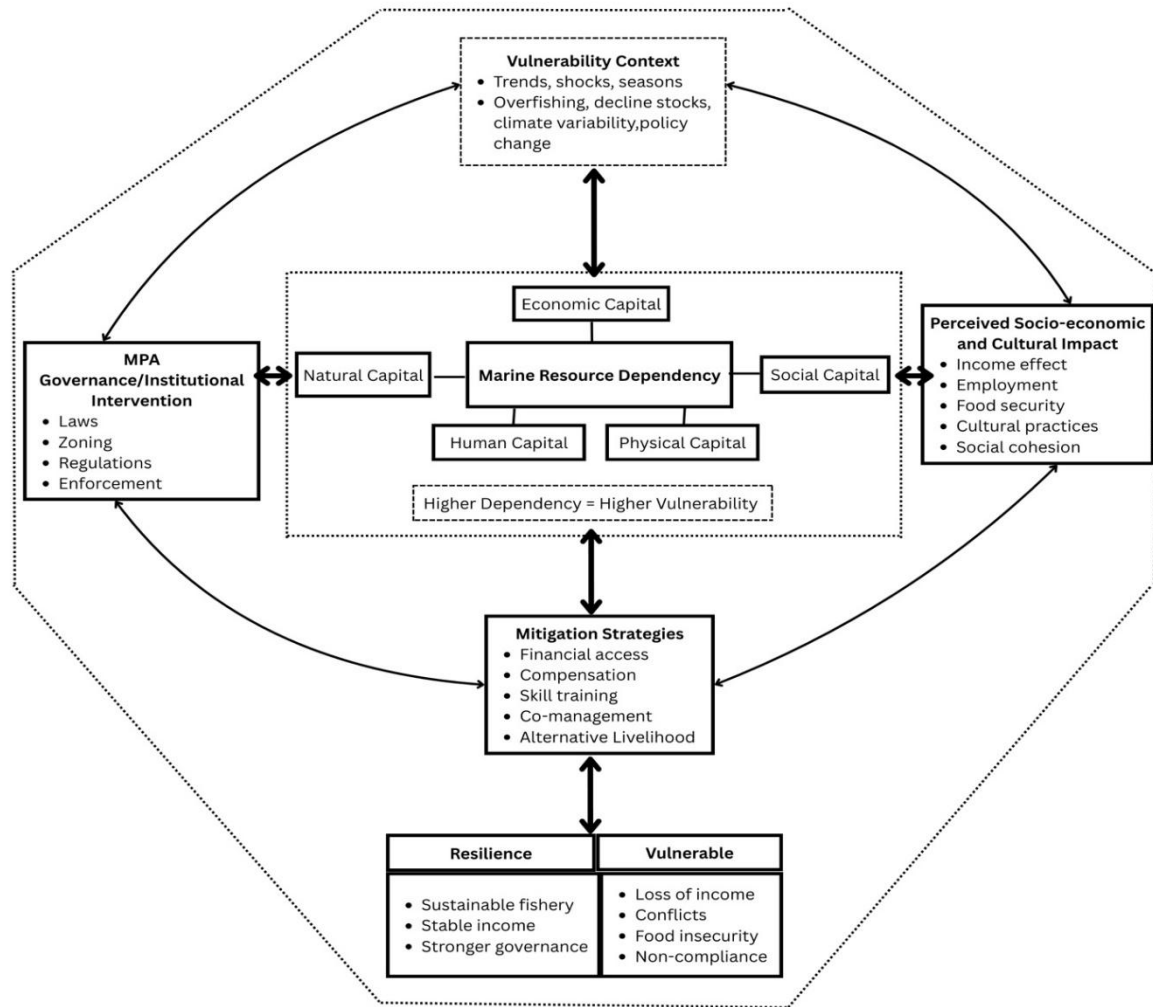 Vulnerability Context
• Trends, shocks, seasons
• Overfishing, decline stocks,
climate variability,policy
change
Economic Capital
Natural Capital
Marine Resource Dependency
Social Capital
Human Capital
Physical Capital
Higher Dependency = Higher Vulnerability
MPA
Governance/Institutional
Intervention
• Laws
• Zoning
• Regulations
• Enforcement
Perceived Socio-economic
and Cultural Impact
• Income effect
• Employment
• Food security
• Cultural practices
• Social cohesion
Mitigation Strategies
• Financial access
• Compensation
• Skill training
• Co-management
• Alternative Livelihood
Resilience
• Sustainable fishery
• Stable income
• Stronger governance
Vulnerable
• Loss of income
• Conflicts
• Food insecurity
• Non-compliance